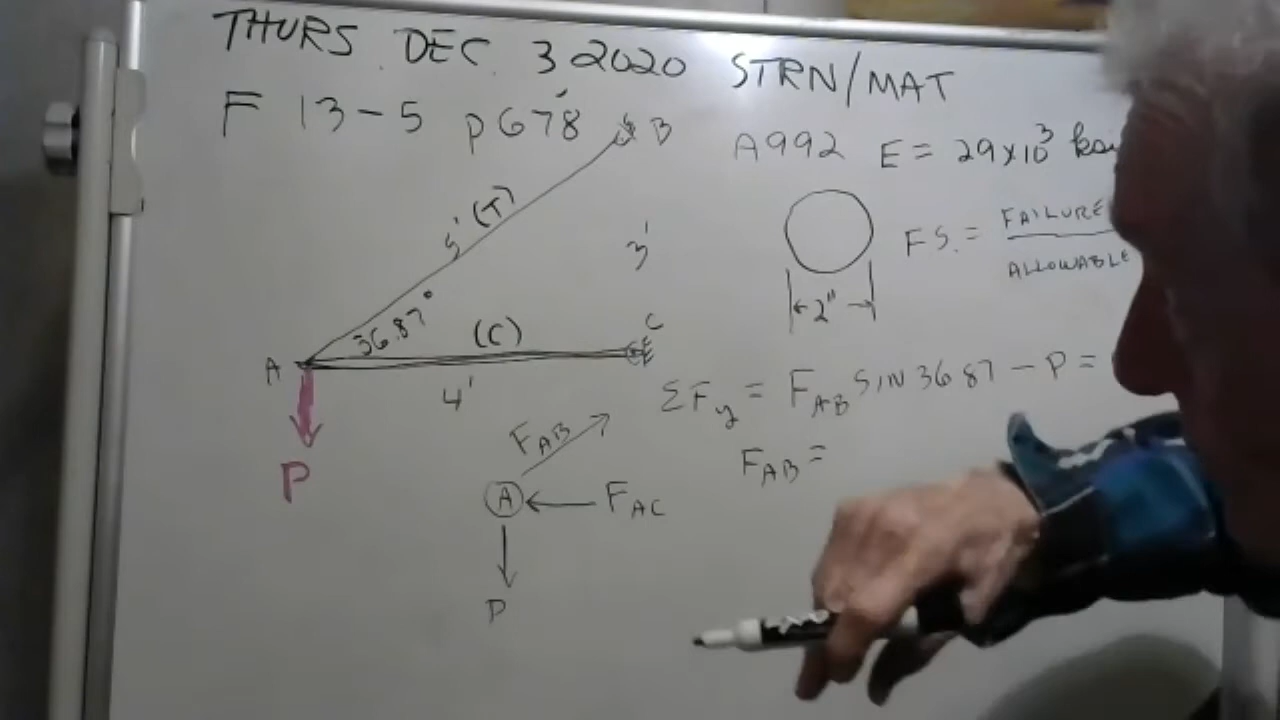 THURS DEC 3 2020 STRN/MAT
F 13-5 p678
B
A992 E = 29x10³ ksi
5' (T)
3'
F.S. = FAILURE
ALLOWABLE
2"
36.87°
(C)
C
A
4'
ΣFy = FAB SIN 36.87 - P =
FAB
FAB =
P
A
FAC
P